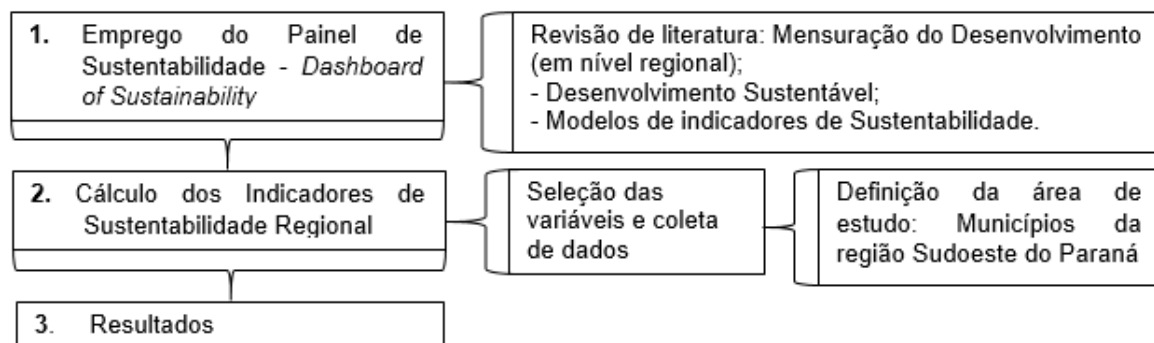 1. Emprego do Painel de
Sustentabilidade - Dashboard
of Sustainability
Revisão de literatura: Mensuração do Desenvolvimento
(em nível regional);
- Desenvolvimento Sustentável;
- Modelos de indicadores de Sustentabilidade.
2. Cálculo dos Indicadores de
Sustentabilidade Regional
Seleção das
variáveis e coleta
de dados
Definição da área de
estudo: Municípios da
região Sudoeste do Paraná
3. Resultados